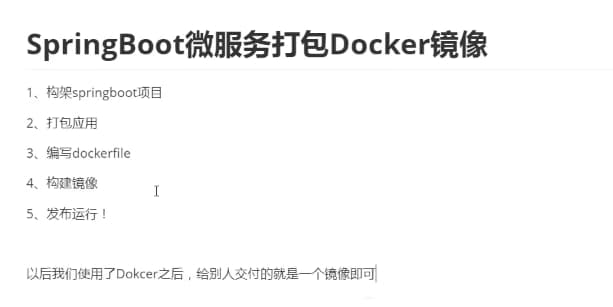 SpringBoot微服务打包Docker镜像
1、构架springboot项目
2、打包应用
3、编写dockerfile
4、构建镜像
5、发布运行！
以后我们使用了Dokcer之后，给别人交付的就是一个镜像即可